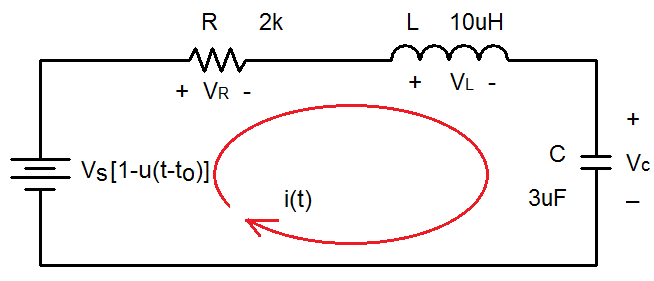 R 2k L 10uH
+ VR - + VL -
+
Vs[1-u(t-to)] C Vc
i(t) 3uF
–